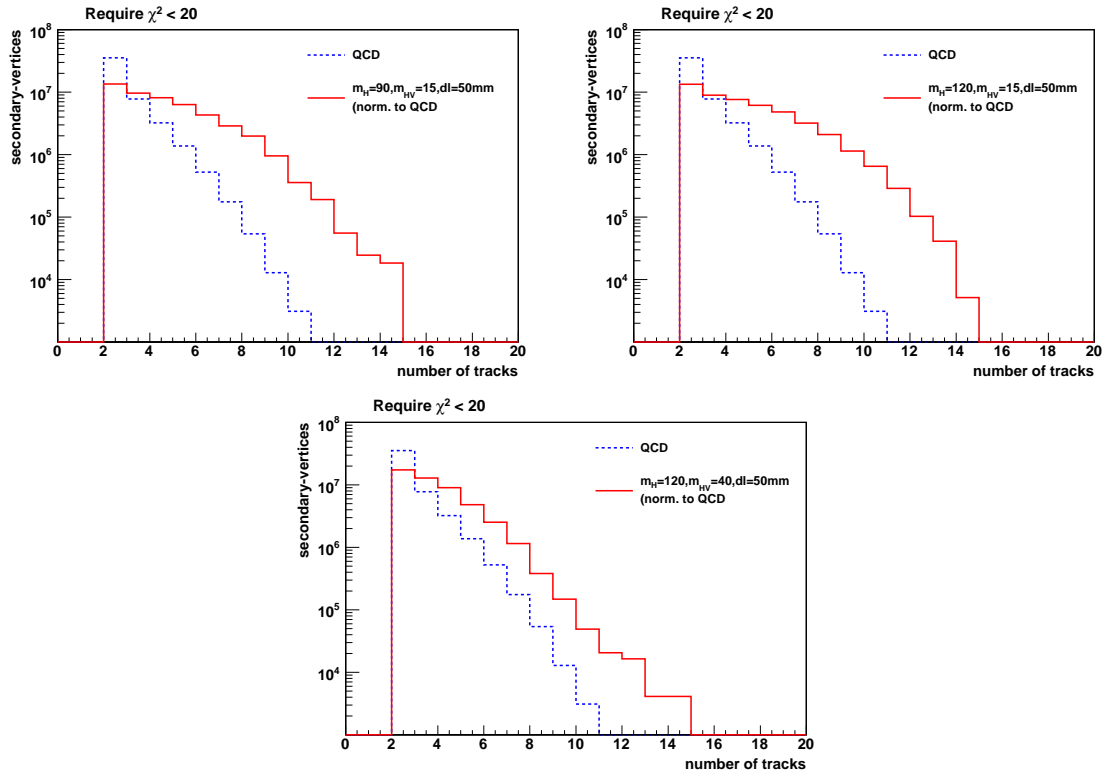 Require χ² < 20
10⁸
10⁷
10⁶
10⁵
10⁴
secondary-vertices
QCD
m_H=90,m_HV=15,dl=50mm
(norm. to QCD
0 2 4 6 8 10 12 14 16 18 20
number of tracks
Require χ² < 20
10⁸
10⁷
10⁶
10⁵
10⁴
secondary-vertices
QCD
m_H=120,m_HV=15,dl=50mm
(norm. to QCD
0 2 4 6 8 10 12 14 16 18 20
number of tracks
Require χ² < 20
10⁸
10⁷
10⁶
10⁵
10⁴
secondary-vertices
QCD
m_H=120,m_HV=40,dl=50mm
(norm. to QCD
0 2 4 6 8 10 12 14 16 18 20
number of tracks